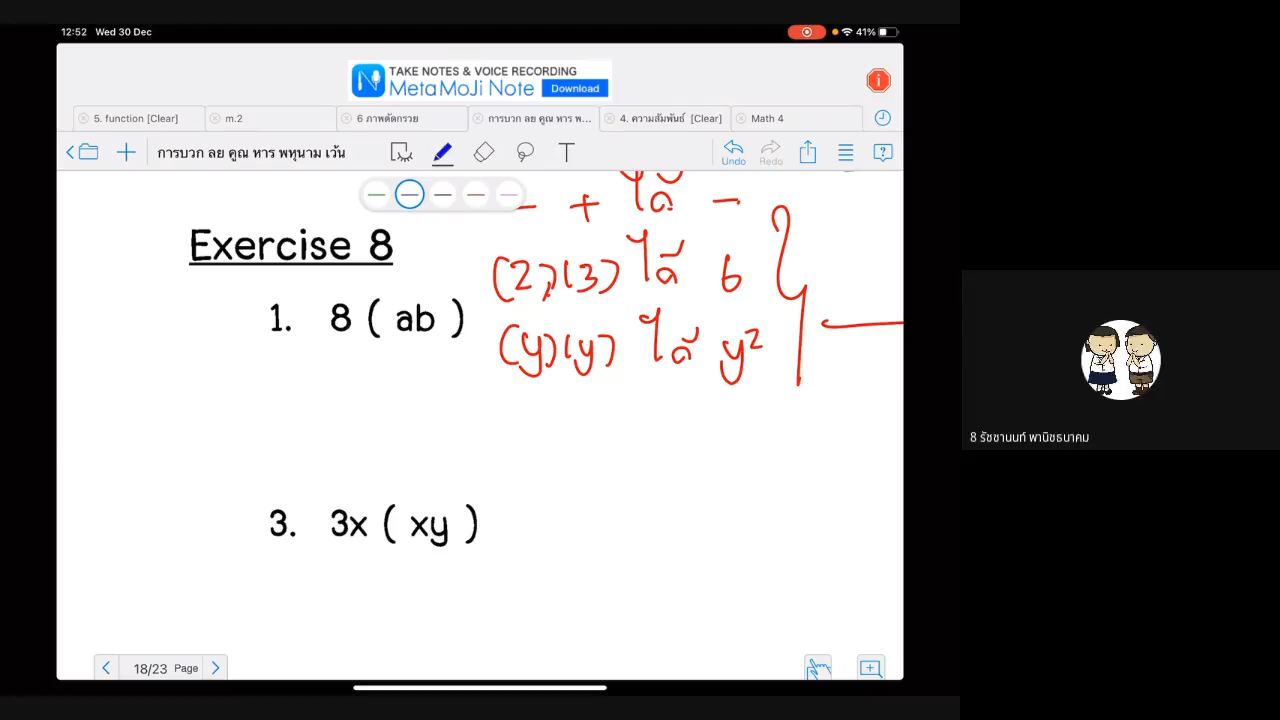 12:52 Wed 30 Dec 41%
TAKE NOTES & VOICE RECORDING
MetaMoJi Note Download
5. function [Clear] m.2 6 ภาพตัดกรวย การบวก ลย คูณ หาร พ... 4. ความสัมพันธ์ [Clear] Math 4
การบวก ลย คูณ หาร พหุนาม เว้น Undo Redo
- + ได้ -
Exercise 8
(2)(3) ได้ 6
1. 8 ( ab )
(y)(y) ได้ y²
8 รัชชานนท์ พานิชธนาคม
3. 3x ( xy )
18/23 Page